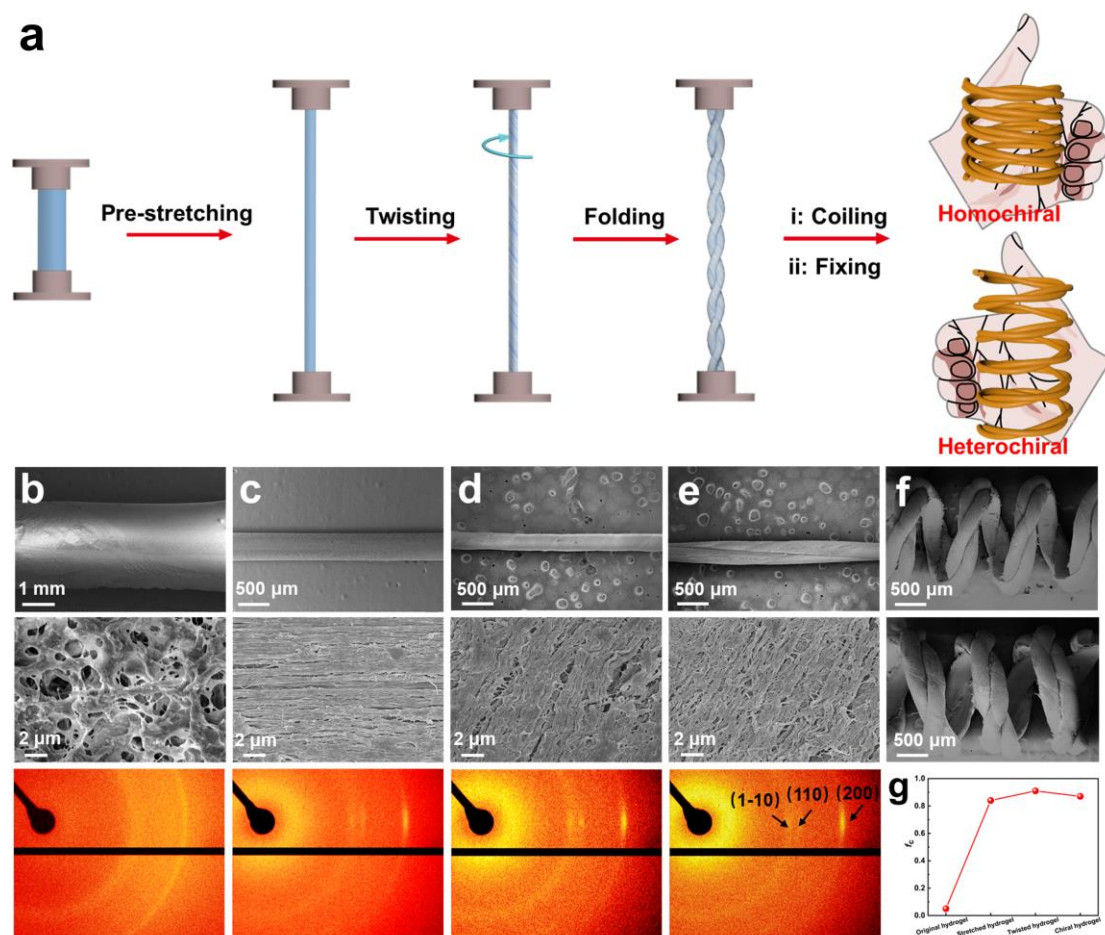 a
Pre-stretching
Twisting
Folding
i: Coiling
ii: Fixing
Homochiral
Heterochiral
b
1 mm
c
500 μm
d
500 μm
e
500 μm
f
500 μm
2 μm
2 μm
2 μm
2 μm
500 μm
(1-10)
(110)
(200)
g
1.0
0.8
0.6
0.4
0.2
0.0
fc
Original hydrogel
Stretched hydrogel
Twisted hydrogel
Chiral hydrogel